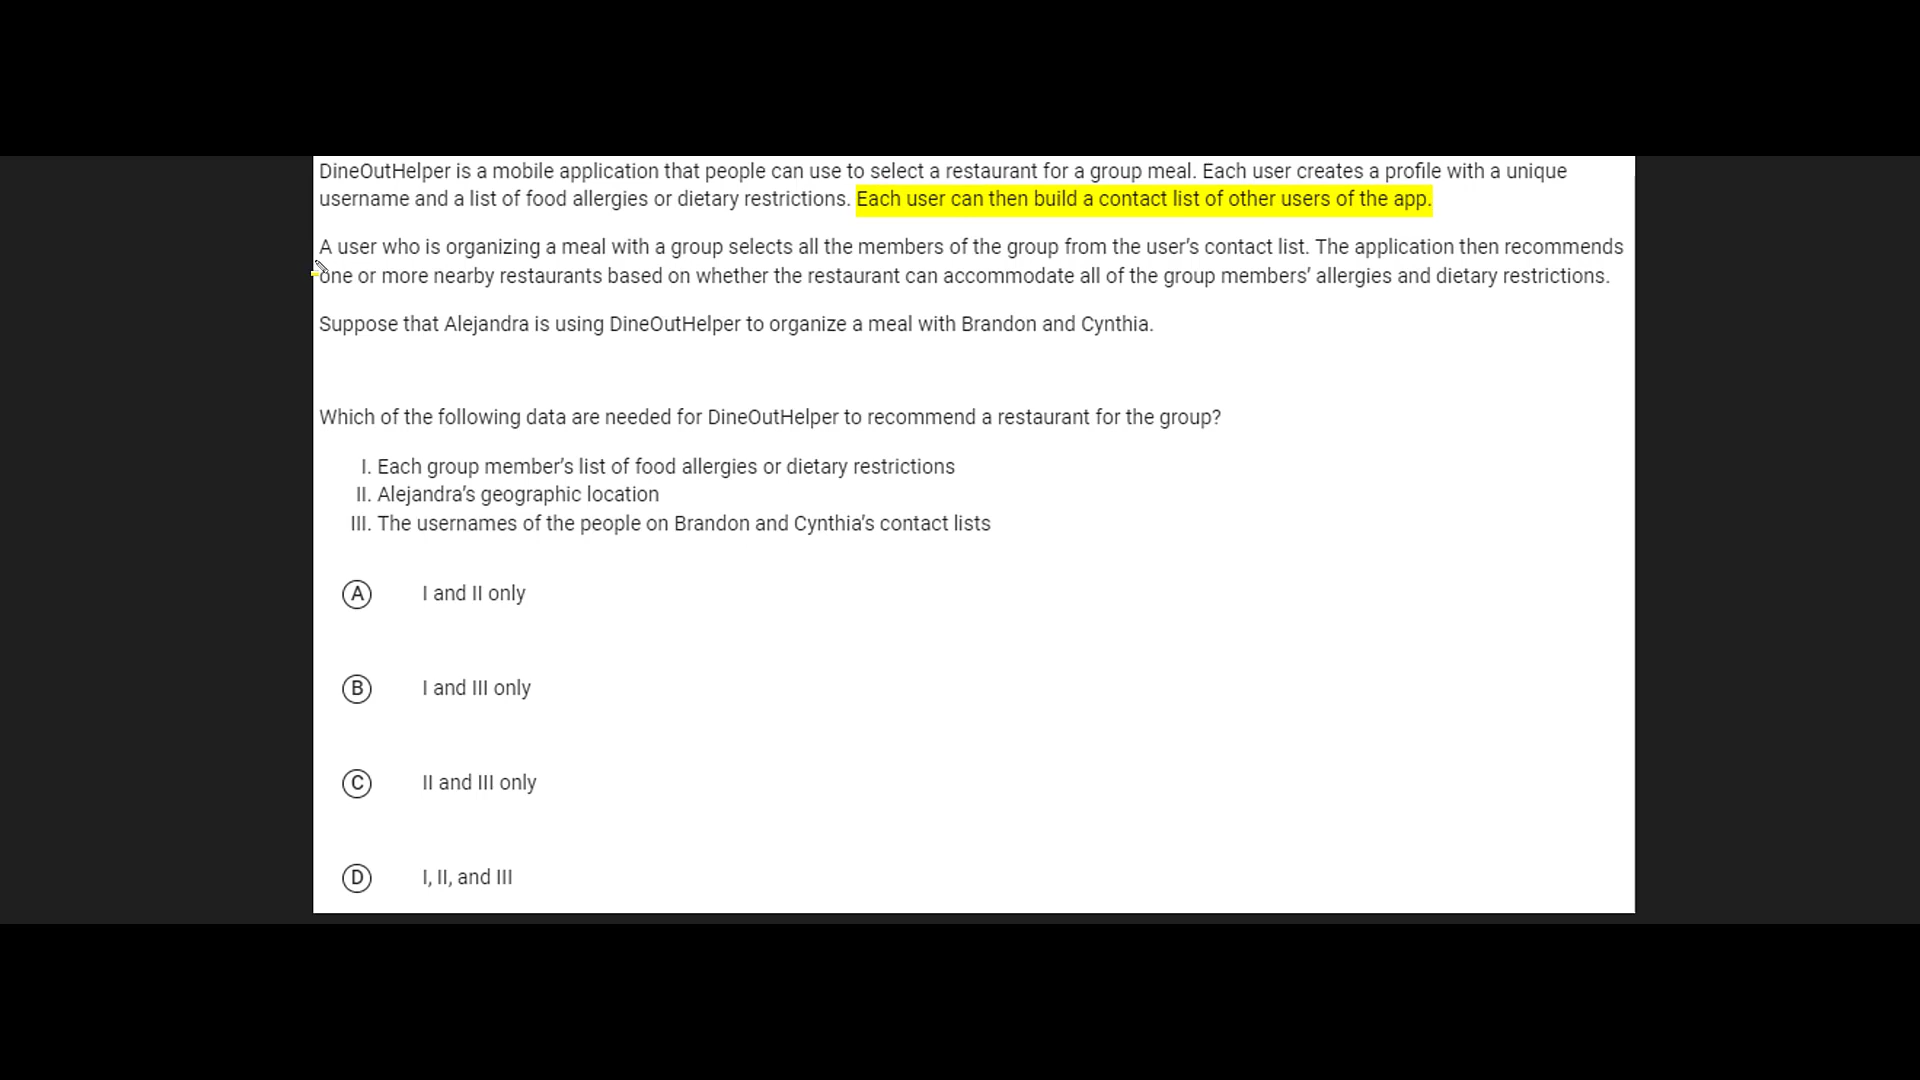 DineOutHelper is a mobile application that people can use to select a restaurant for a group meal. Each user creates a profile with a unique
username and a list of food allergies or dietary restrictions. Each user can then build a contact list of other users of the app.
A user who is organizing a meal with a group selects all the members of the group from the user's contact list. The application then recommends
one or more nearby restaurants based on whether the restaurant can accommodate all of the group members' allergies and dietary restrictions.
Suppose that Alejandra is using DineOutHelper to organize a meal with Brandon and Cynthia.
Which of the following data are needed for DineOutHelper to recommend a restaurant for the group?
I. Each group member's list of food allergies or dietary restrictions
II. Alejandra's geographic location
III. The usernames of the people on Brandon and Cynthia's contact lists
A I and II only
B I and III only
C II and III only
D I, II, and III